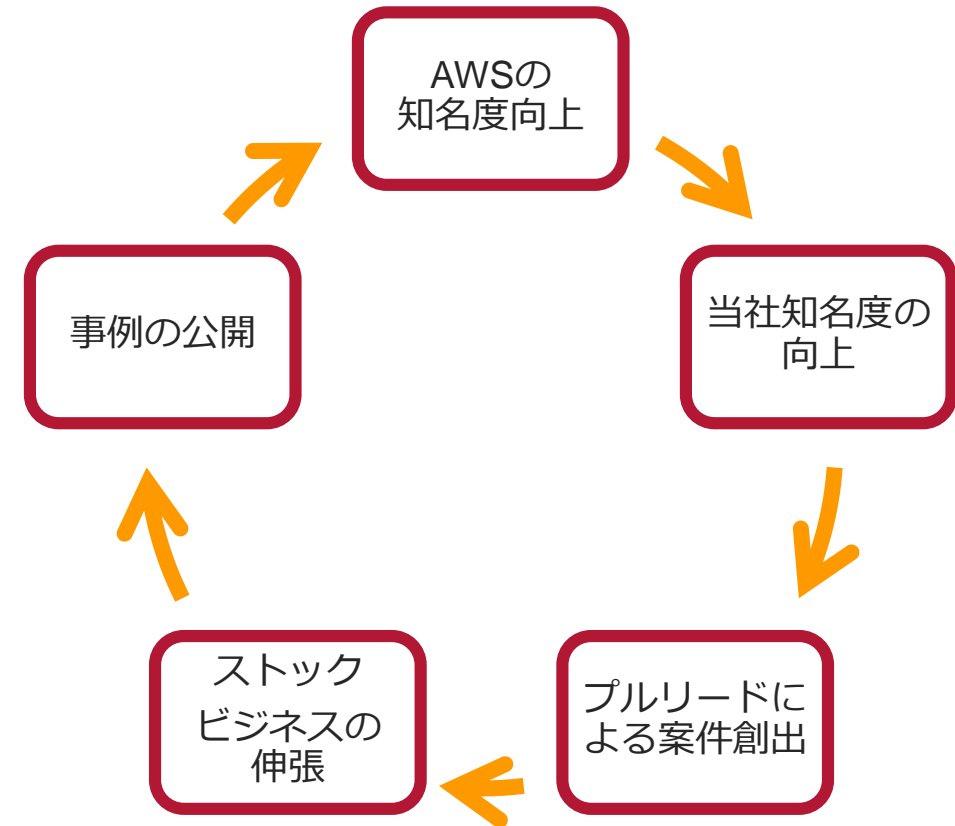 AWSの
知名度向上
当社知名度の
向上
プルリードに
よる案件創出
ストック
ビジネスの
伸張
事例の公開